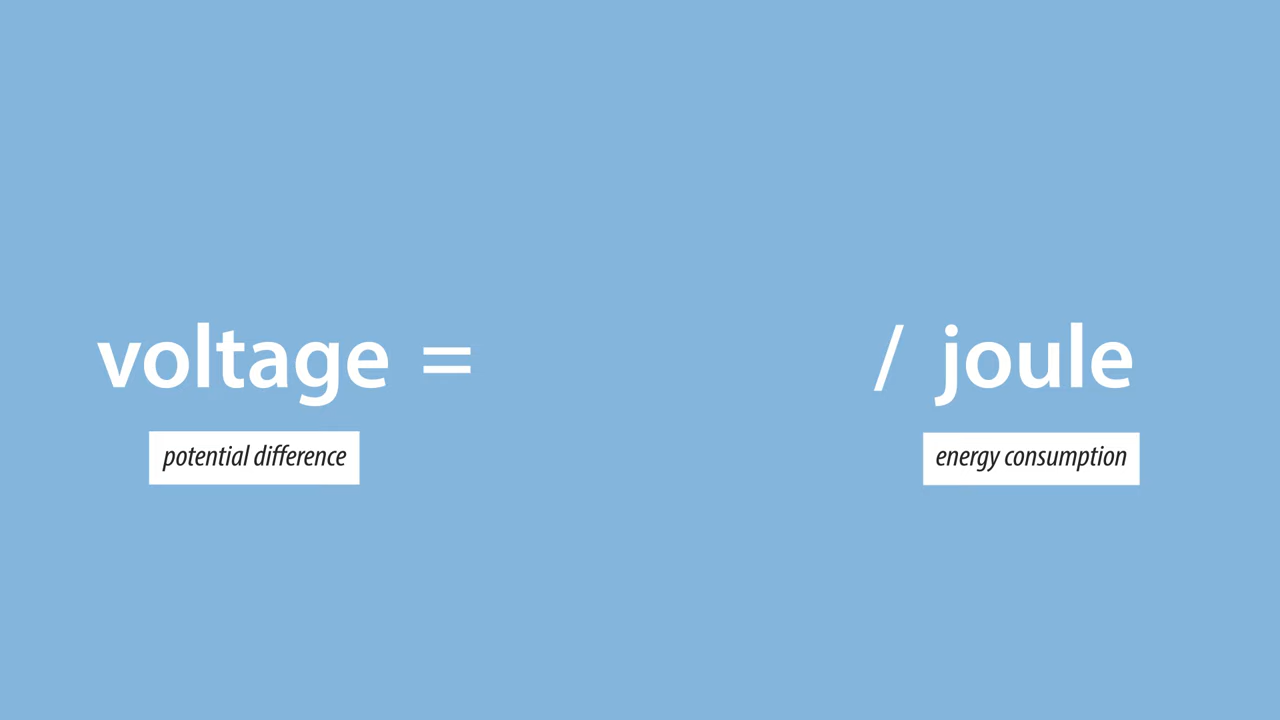 voltage = / joule
potential difference
energy consumption